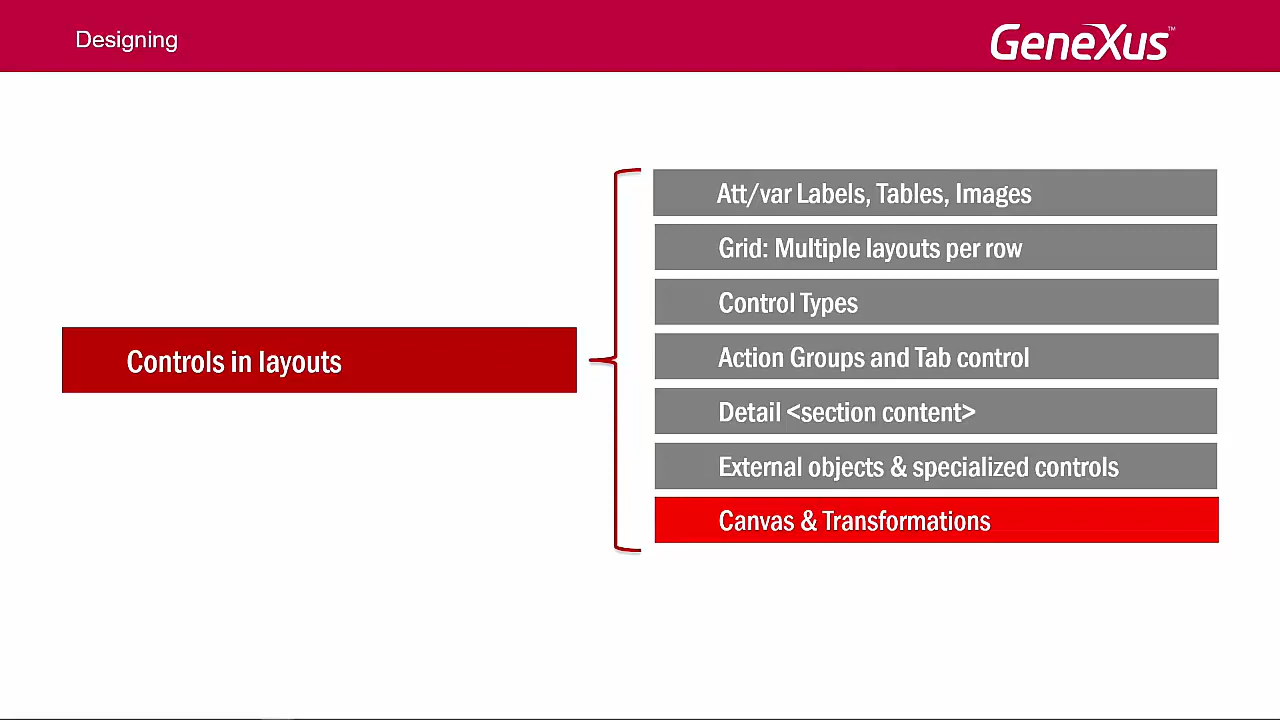 Designing
GeneXus™
Att/var Labels, Tables, Images
Grid: Multiple layouts per row
Control Types
Controls in layouts
Action Groups and Tab control
Detail <section content>
External objects & specialized controls
Canvas & Transformations